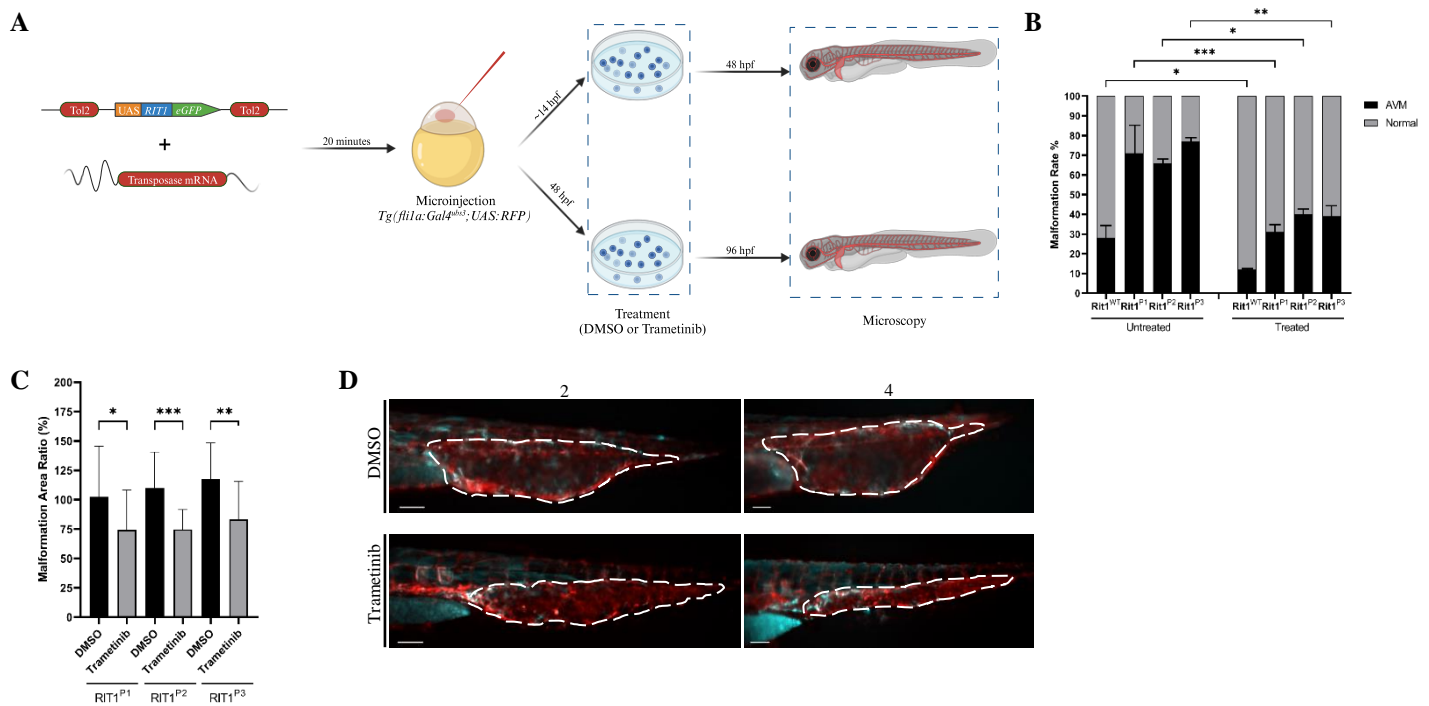 A
Tol2
UAS
RIT1
eGFP
Tol2
+
Transposase mRNA
20 minutes
Microinjection
Tg(fli1a:Gal4ubs3;UAS:RFP)
~14 hpf
48 hpf
Treatment
(DMSO or Trametinib)
48 hpf
96 hpf
Microscopy
B
**
*
***
*
Malformation Rate %
100
90
80
70
60
50
40
30
20
10
0
Rit1WT Rit1P1 Rit1P2 Rit1P3
Rit1WT Rit1P1 Rit1P2 Rit1P3
Untreated
Treated
AVM
Normal
C
Malformation Area Ratio (%)
200
175
150
125
100
75
50
25
0
* *** **
DMSO
Trametinib
DMSO
Trametinib
DMSO
Trametinib
RIT1P1
RIT1P2
RIT1P3
D
2
4
DMSO
Trametinib